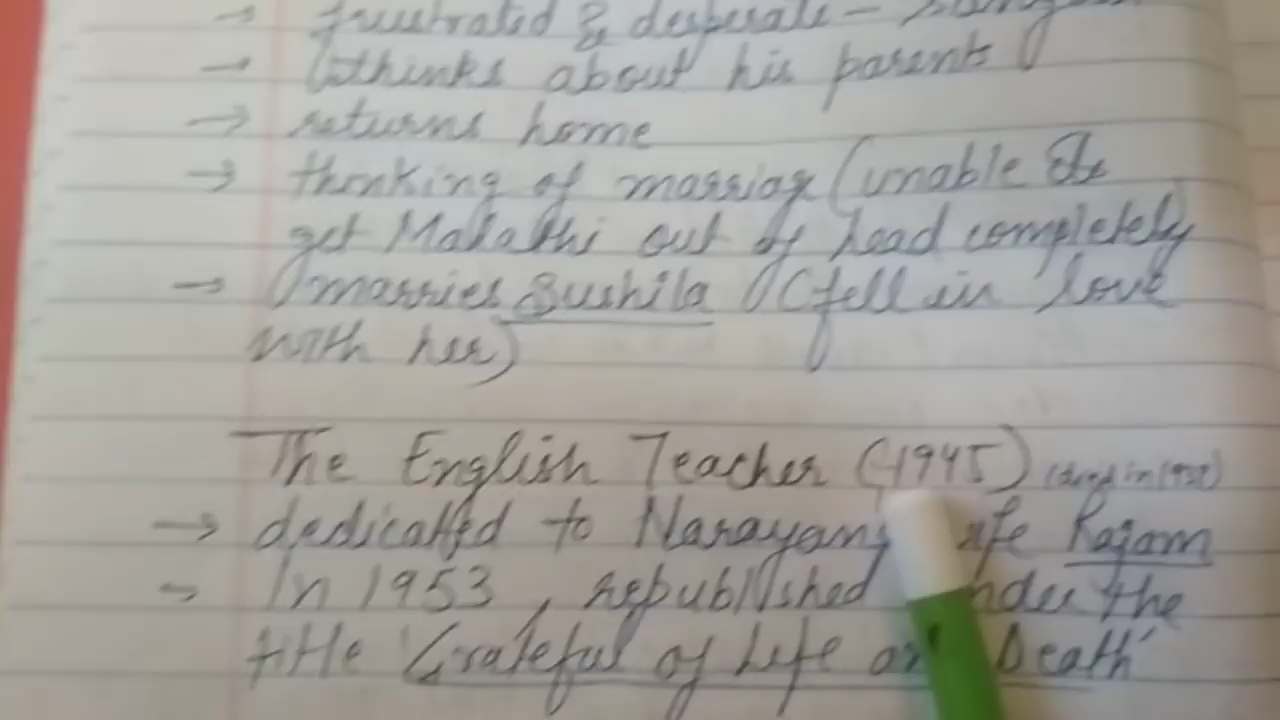 → frustrated & desperate –
→ thinks about his parents
→ returns home
→ thinking of marriage (unable to
get Malathi out of head completely
→ marries Sushila (fell in love
with her)
The English Teacher (1945)
→ dedicated to Narayan's wife Rajam
→ In 1953, republished under the
title 'Grateful of Life or Death'